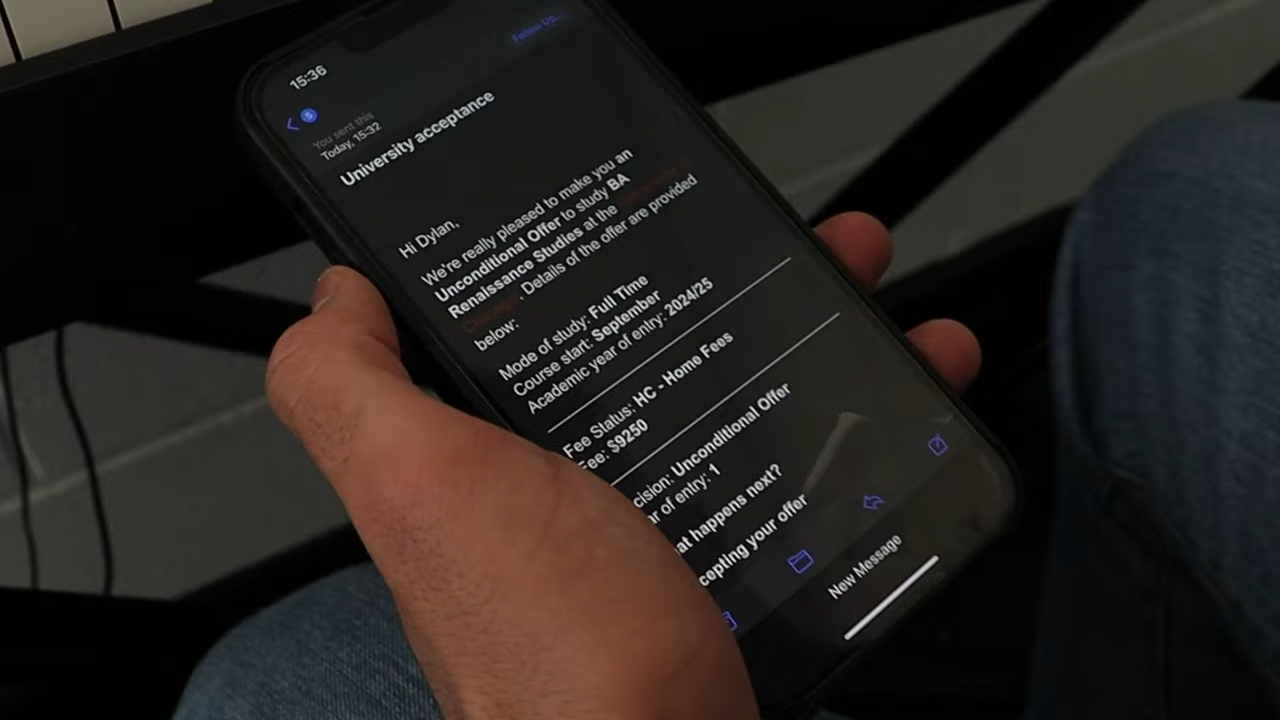 15:36
Follow Up...
5
You sent this
Today, 15:32
University acceptance
Hi Dylan,
We're really pleased to make you an
Unconditional Offer to study BA
Renaissance Studies at the
. Details of the offer are provided
below:
Mode of study: Full Time
Course start: September
Academic year of entry: 2024/25
Fee Status: HC - Home Fees
Fee: $9250
cision: Unconditional Offer
ar of entry: 1
at happens next?
cepting your offer
New Message